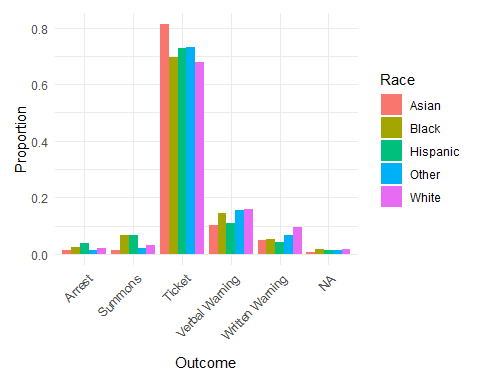 0.8
0.6
0.4
0.2
0.0
Proportion
Arrest
Summons
Ticket
Verbal Warning
Written Warning
NA
Outcome
Race
Asian
Black
Hispanic
Other
White